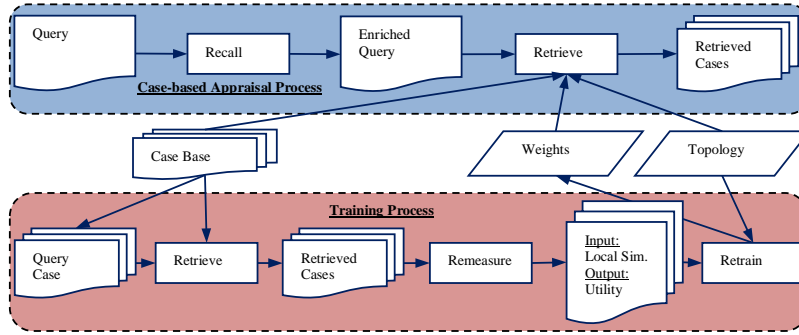 Query
Recall
Enriched
Query
Retrieve
Retrieved
Cases
Case-based Appraisal Process
Case Base
Weights
Topology
Training Process
Query
Case
Retrieve
Retrieved
Cases
Remeasure
Input:
Local Sim.
Output:
Utility
Retrain